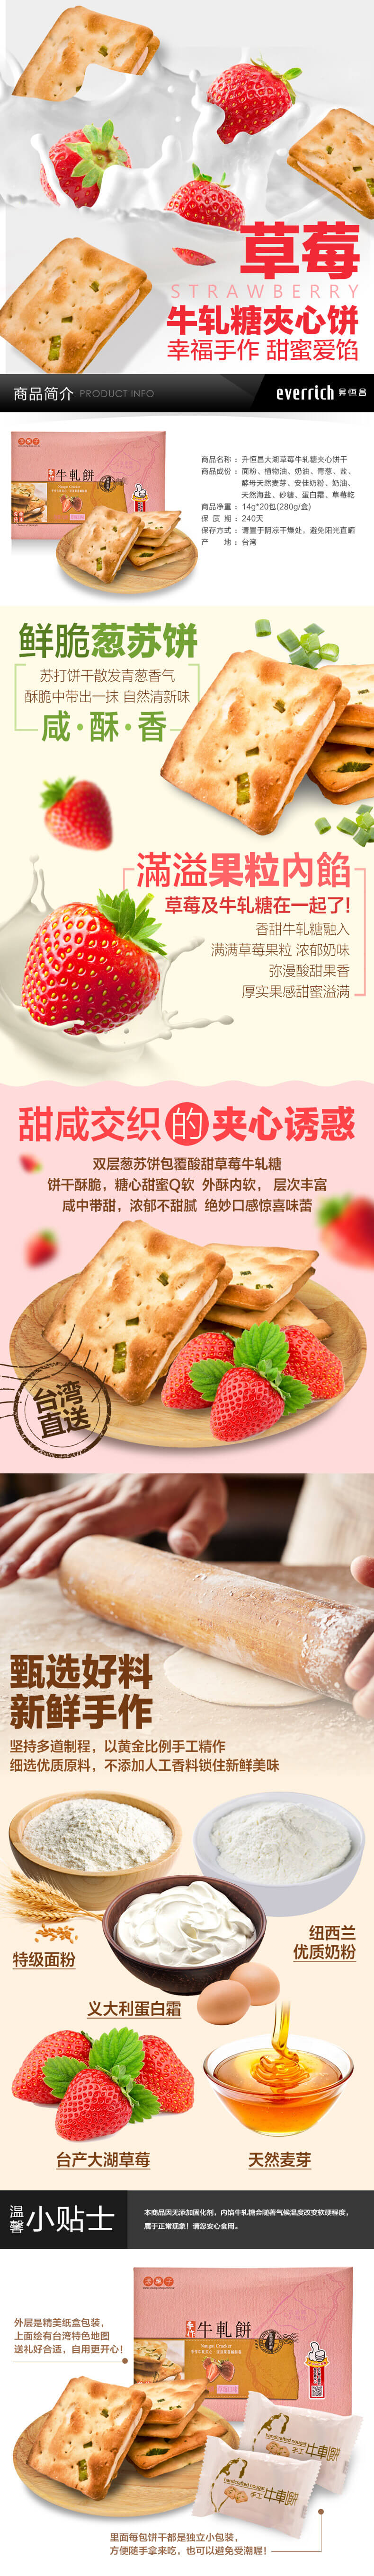 草莓
STRAWBERRY
牛轧糖夹心饼
幸福手作 甜蜜爱馅
商品简介 PRODUCT INFO
everrich 昇恒昌
商品名称：升恒昌大湖草莓牛轧糖夹心饼干
商品成份：面粉、植物油、奶油、青葱、盐、
酵母天然麦芽、安佳奶粉、奶油、
天然海盐、砂糖、蛋白霜、草莓乾
商品净重：14g*20包(280g/盒)
保 质 期：240天
保存方式：请置于阴凉干燥处，避免阳光直晒
产 地：台湾
牛軋餅
Nougat Cracker
鲜脆葱苏饼
苏打饼干散发青葱香气
酥脆中带出一抹 自然清新味
咸·酥·香
滿溢果粒内餡
草莓及牛轧糖在一起了!
香甜牛轧糖融入
满满草莓果粒 浓郁奶味
弥漫酸甜果香
厚实果感甜蜜溢满
甜咸交织的夹心诱惑
双层葱苏饼包覆酸甜草莓牛轧糖
饼干酥脆，糖心甜蜜Q软 外酥内软， 层次丰富
咸中带甜，浓郁不甜腻 绝妙口感惊喜味蕾
台湾
直送
甄选好料
新鲜手作
坚持多道制程，以黄金比例手工精作
细选优质原料，不添加人工香料锁住新鲜美味
特级面粉
纽西兰
优质奶粉
义大利蛋白霜
台产大湖草莓
天然麦芽
温馨 小贴士
本商品因无添加固化剂，内馅牛轧糖会随著气候温度改变软硬程度，
属于正常现象！请您安心食用。
外层是精美纸盒包装，
上面绘有台湾特色地图
送礼好合适，自用更开心！
牛軋餅
Nougat Cracker
handcrafted nougat
手工
handcrafted nougat
手工
里面每包饼干都是独立小包装，
方便随手拿来吃，也可以避免受潮喔！